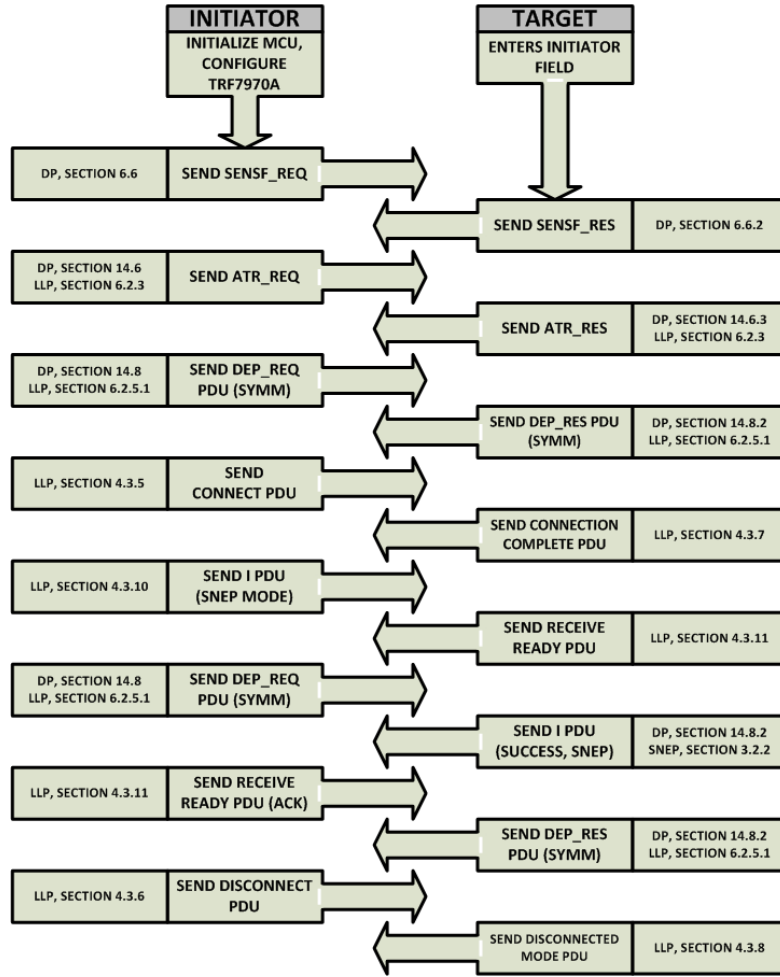 INITIATOR
INITIALIZE MCU,
CONFIGURE
TRF7970A
TARGET
ENTERS INITIATOR
FIELD
DP, SECTION 6.6
SEND SENSF_REQ
SEND SENSF_RES
DP, SECTION 6.6.2
DP, SECTION 14.6
LLP, SECTION 6.2.3
SEND ATR_REQ
SEND ATR_RES
DP, SECTION 14.6.3
LLP, SECTION 6.2.3
DP, SECTION 14.8
LLP, SECTION 6.2.5.1
SEND DEP_REQ
PDU (SYMM)
SEND DEP_RES PDU
(SYMM)
DP, SECTION 14.8.2
LLP, SECTION 6.2.5.1
LLP, SECTION 4.3.5
SEND
CONNECT PDU
SEND CONNECTION
COMPLETE PDU
LLP, SECTION 4.3.7
LLP, SECTION 4.3.10
SEND I PDU
(SNEP MODE)
SEND RECEIVE
READY PDU
LLP, SECTION 4.3.11
DP, SECTION 14.8
LLP, SECTION 6.2.5.1
SEND DEP_REQ
PDU (SYMM)
SEND I PDU
(SUCCESS, SNEP)
DP, SECTION 14.8.2
SNEP, SECTION 3.2.2
LLP, SECTION 4.3.11
SEND RECEIVE
READY PDU (ACK)
SEND DEP_RES
PDU (SYMM)
DP, SECTION 14.8.2
LLP, SECTION 6.2.5.1
LLP, SECTION 4.3.6
SEND DISCONNECT
PDU
SEND DISCONNECTED
MODE PDU
LLP, SECTION 4.3.8